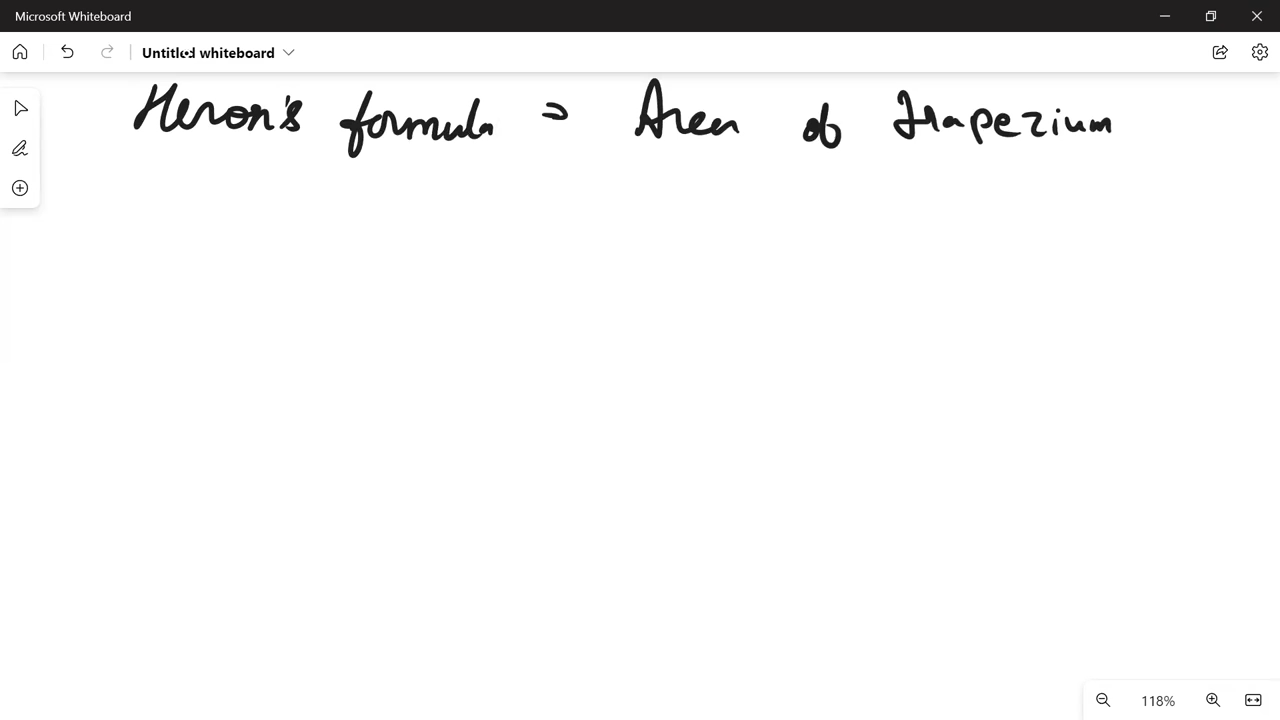 Microsoft Whiteboard
Untitled whiteboard
Heron's formula = Area of Trapezium
118%